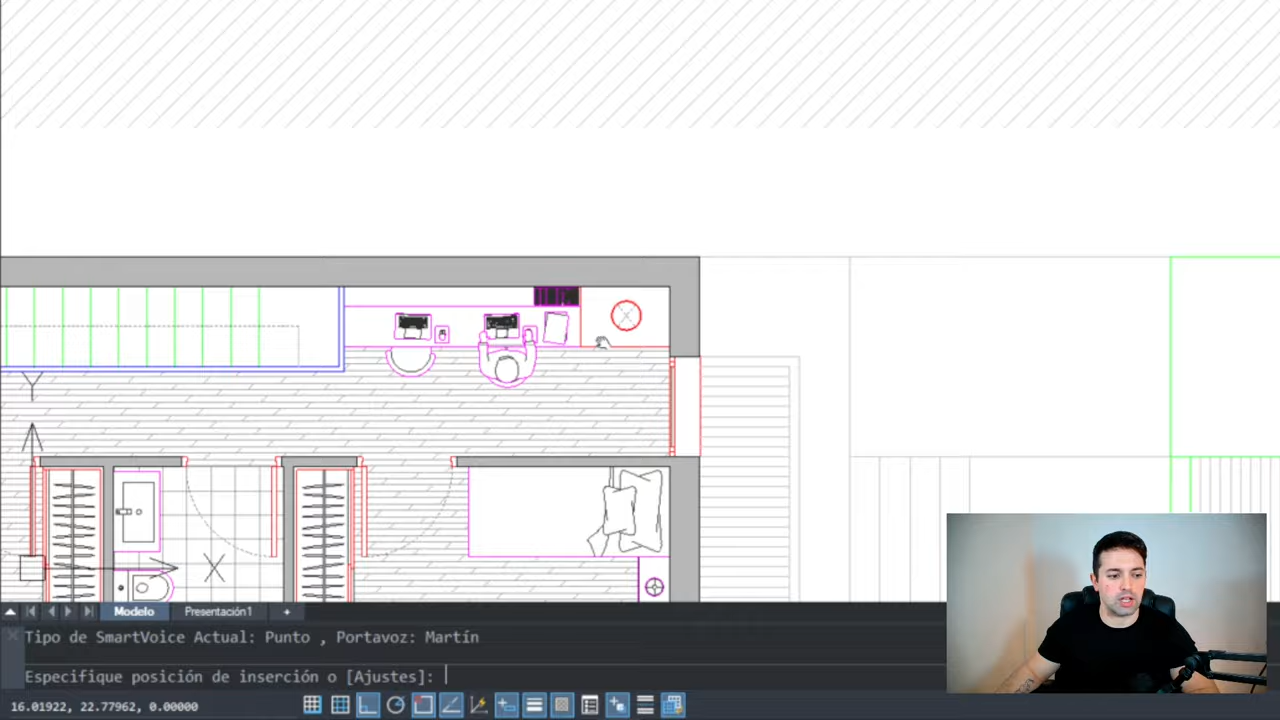 Y
X
Modelo Presentación1 +
Tipo de SmartVoice Actual: Punto , Portavoz: Martín
Especifique posición de inserción o [Ajustes]:
16.01922, 22.77962, 0.00000